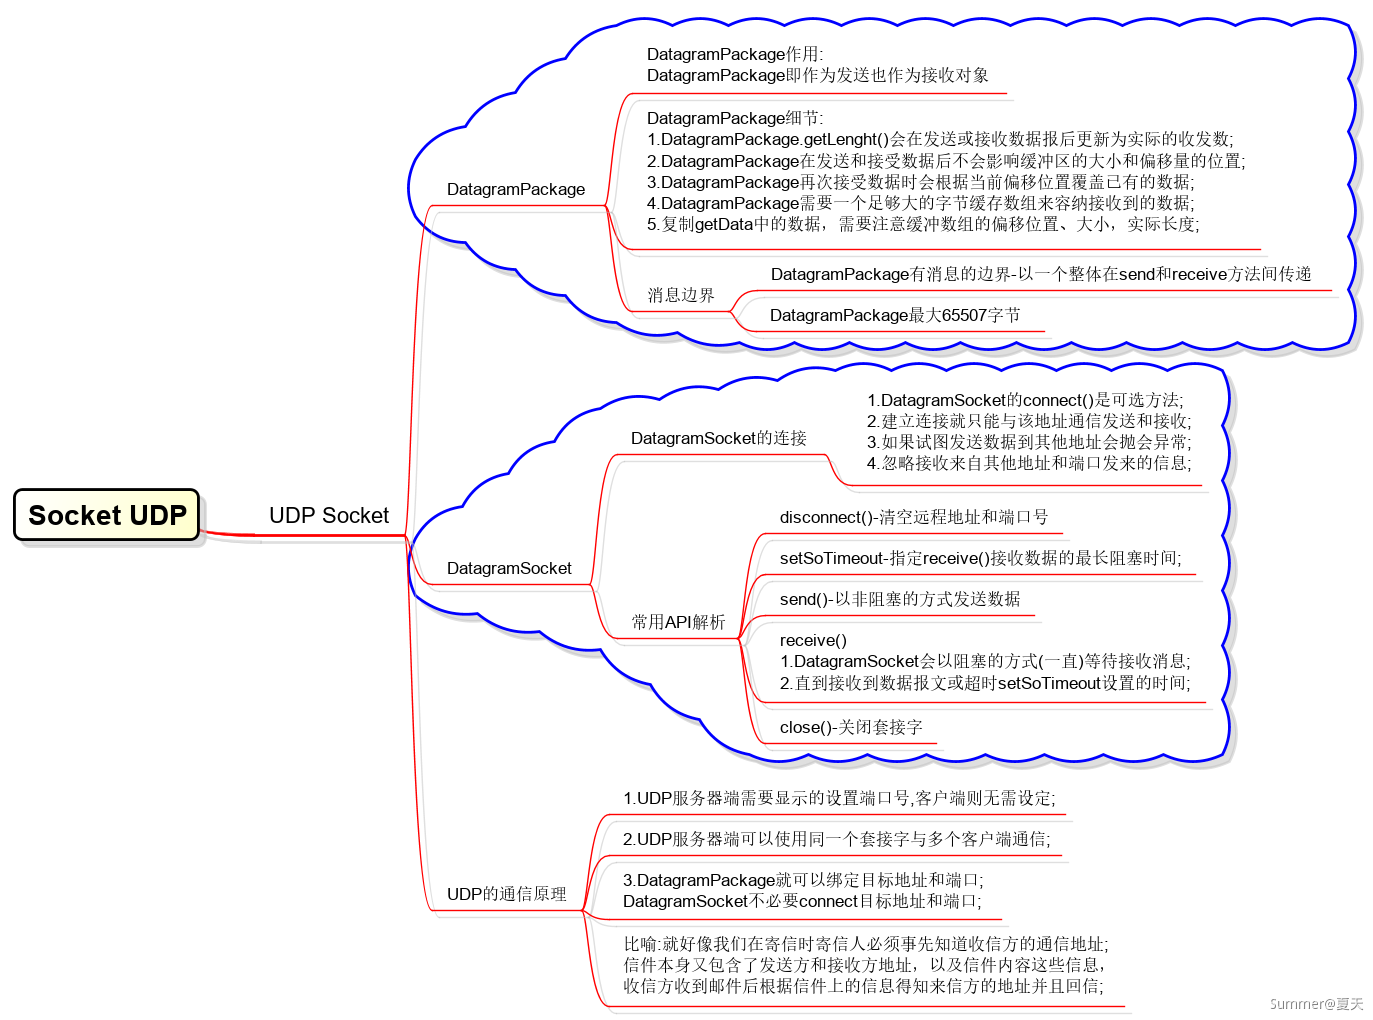 Socket UDP
UDP Socket
DatagramPackage
DatagramPackage作用:
DatagramPackage即作为发送也作为接收对象
DatagramPackage细节:
1.DatagramPackage.getLenght()会在发送或接收数据报后更新为实际的收发数;
2.DatagramPackage在发送和接受数据后不会影响缓冲区的大小和偏移量的位置;
3.DatagramPackage再次接受数据时会根据当前偏移位置覆盖已有的数据;
4.DatagramPackage需要一个足够大的字节缓存数组来容纳接收到的数据;
5.复制getData中的数据，需要注意缓冲数组的偏移位置、大小，实际长度;
消息边界
DatagramPackage有消息的边界-以一个整体在send和receive方法间传递
DatagramPackage最大65507字节
DatagramSocket
DatagramSocket的连接
1.DatagramSocket的connect()是可选方法;
2.建立连接就只能与该地址通信发送和接收;
3.如果试图发送数据到其他地址会抛会异常;
4.忽略接收来自其他地址和端口发来的信息;
常用API解析
disconnect()-清空远程地址和端口号
setSoTimeout-指定receive()接收数据的最长阻塞时间;
send()-以非阻塞的方式发送数据
receive()
1.DatagramSocket会以阻塞的方式(一直)等待接收消息;
2.直到接收到数据报文或超时setSoTimeout设置的时间;
close()-关闭套接字
UDP的通信原理
1.UDP服务器端需要显示的设置端口号,客户端则无需设定;
2.UDP服务器端可以使用同一个套接字与多个客户端通信;
3.DatagramPackage就可以绑定目标地址和端口;
DatagramSocket不必要connect目标地址和端口;
比喻:就好像我们在寄信时寄信人必须事先知道收信方的通信地址;
信件本身又包含了发送方和接收方地址，以及信件内容这些信息，
收信方收到邮件后根据信件上的信息得知来信方的地址并且回信;
Summer@夏天